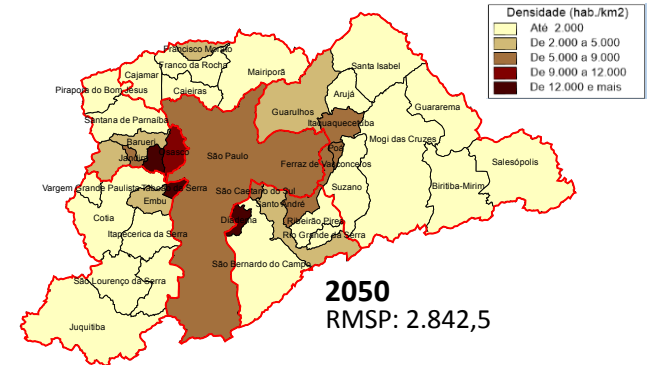 Densidade (hab./km2)
Até 2.000
De 2.000 a 5.000
De 5.000 a 9.000
De 9.000 a 12.000
De 12.000 e mais
Francisco Morato
Franco da Rocha
Mairiporã
Santa Isabel
Cajamar
Pirapora do Bom Jesus
Caieiras
Arujá
Guararema
Guarulhos
Santana de Parnaíba
Itaquaquecetuba
Mogi das Cruzes
Barueri
Osasco
Jandira
São Paulo
Poá
Ferraz de Vasconcelos
Salesópolis
Vargem Grande Paulista
Taboão da Serra
São Caetano do Sul
Suzano
Biritiba-Mirim
Embu
Santo André
Cotia
Diadema
Ribeirão Pires
Itapecerica da Serra
Rio Grande da Serra
São Bernardo do Campo
São Lourenço da Serra
Juquitiba
2050
RMSP: 2.842,5